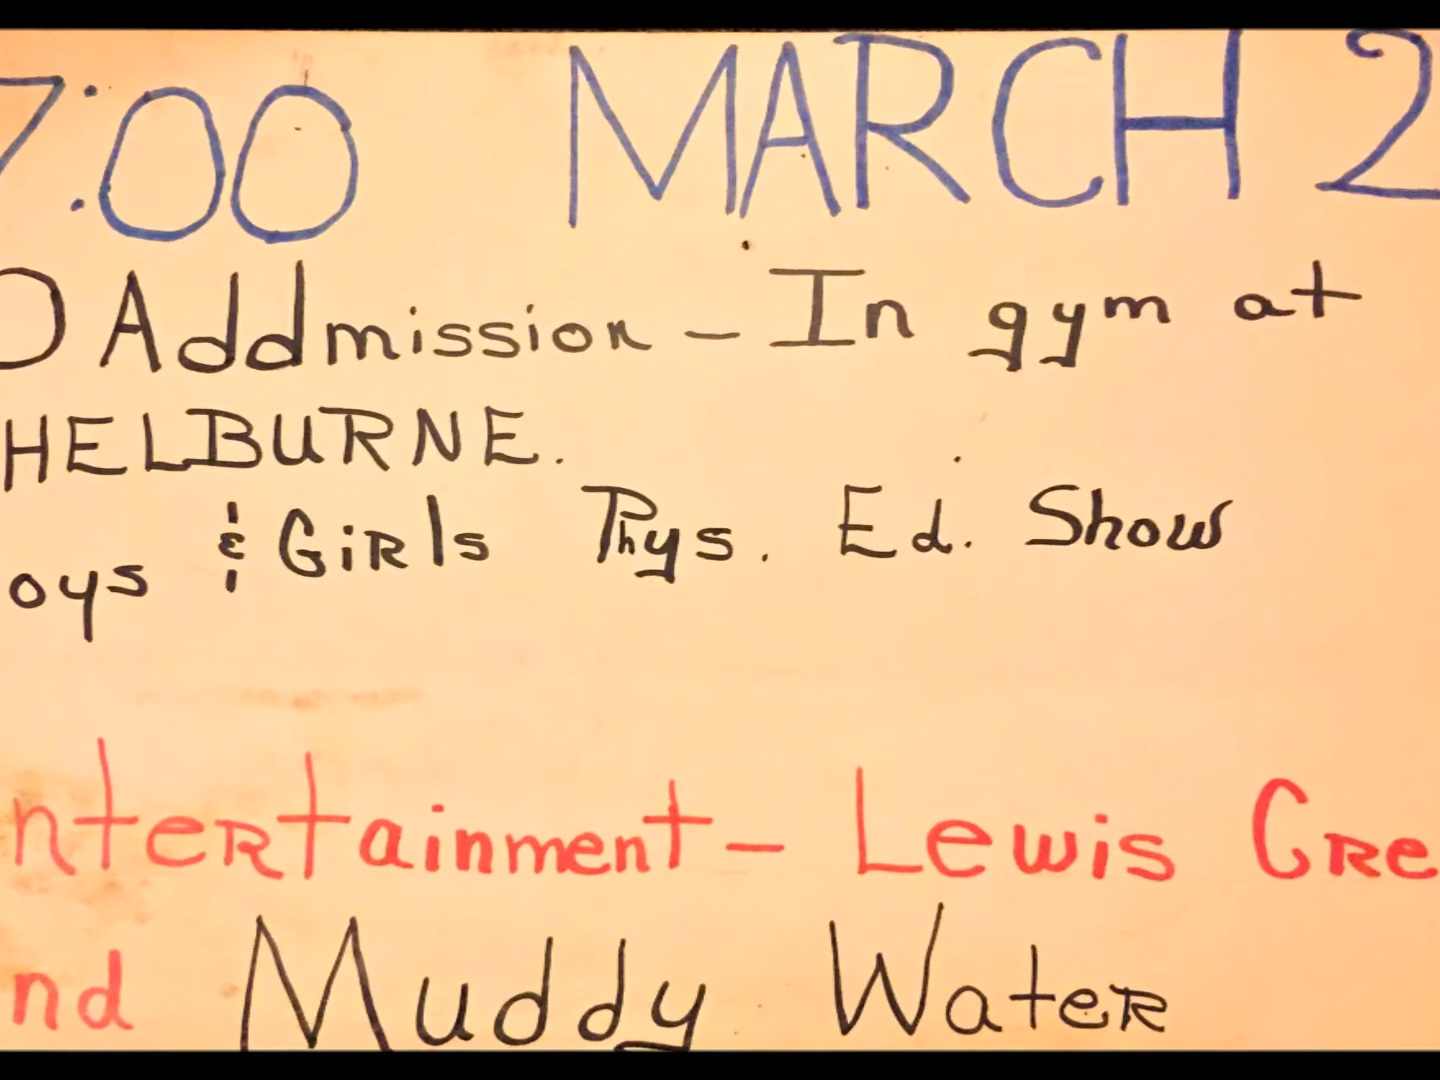 7:00 MARCH 2
Addmission - In gym at
HELBURNE.
oys & Girls Phys. Ed. Show
ntertainment - Lewis Cre
nd Muddy Water